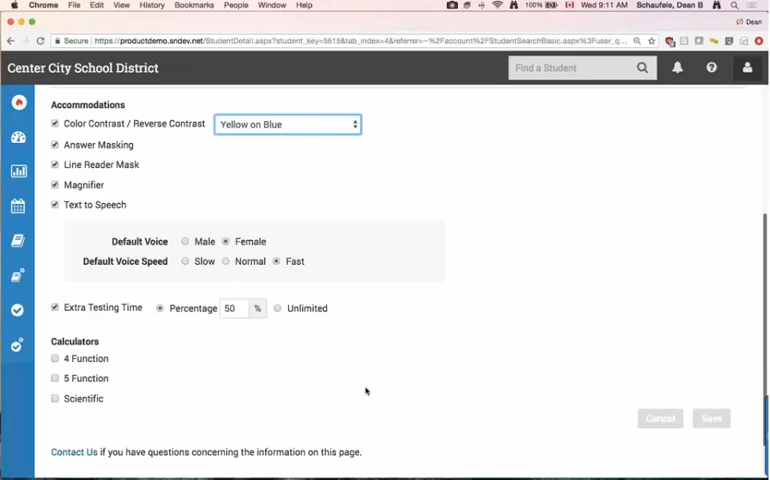 File Edit View History Bookmarks People Window Help 100% Wed 9:11 AM Schaufele, Dean B
Dean
Secure https://productdemo.sndev.net/StudentDetail.aspx?student_key=5615&tab_index=4&referrer=~%2Faccount%2FStudentSearchBasic.aspx%3Fuser_q...
Center City School District Find a Student
Accommodations
Color Contrast / Reverse Contrast Yellow on Blue
Answer Masking
Line Reader Mask
Magnifier
Text to Speech
Default Voice Male Female
Default Voice Speed Slow Normal Fast
Extra Testing Time Percentage 50 % Unlimited
Calculators
4 Function
5 Function
Scientific
Cancel Save
Contact Us if you have questions concerning the information on this page.